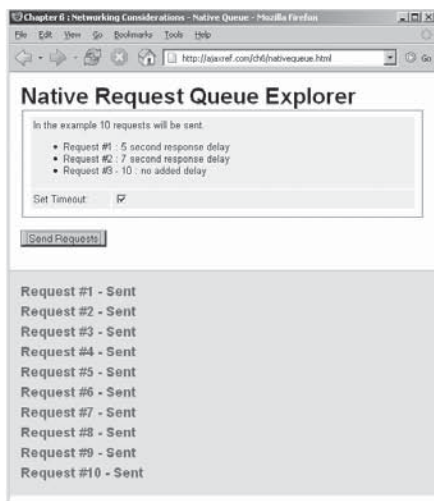 Chapter 6 : Networking Considerations - Native Queue - Mozilla Firefox
File Edit View Go Bookmarks Tools Help
http://ajaxref.com/ch6/nativequeue.html Go
Native Request Queue Explorer
In the example 10 requests will be sent.
• Request #1 : 5 second response delay
• Request #2 : 7 second response delay
• Request #3 - 10 : no added delay
Set Timeout:
Send Requests
Request #1 - Sent
Request #2 - Sent
Request #3 - Sent
Request #4 - Sent
Request #5 - Sent
Request #6 - Sent
Request #7 - Sent
Request #8 - Sent
Request #9 - Sent
Request #10 - Sent